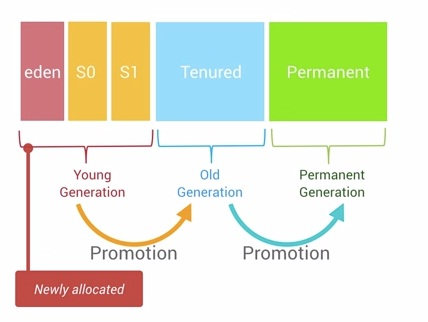 eden
S0
S1
Tenured
Permanent
Young
Generation
Old
Generation
Permanent
Generation
Promotion
Promotion
Newly allocated